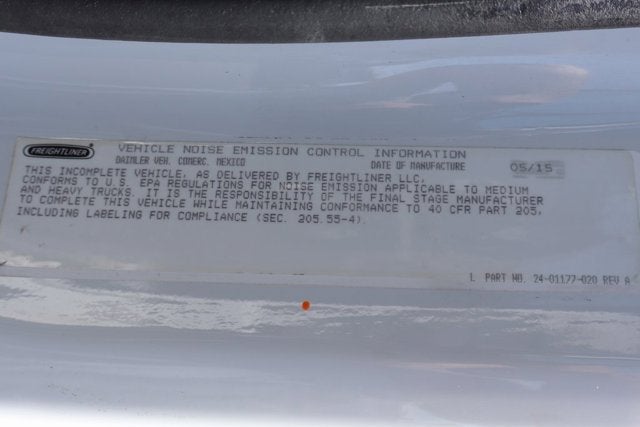 FREIGHTLINER VEHICLE NOISE EMISSION CONTROL INFORMATION
DAIMLER VEH. COMERC. MEXICO DATE OF MANUFACTURE 05/15
THIS INCOMPLETE VEHICLE, AS DELIVERED BY FREIGHTLINER LLC,
CONFORMS TO U.S. EPA REGULATIONS FOR NOISE EMISSION APPLICABLE TO MEDIUM
AND HEAVY TRUCKS. IT IS THE RESPONSIBILITY OF THE FINAL STAGE MANUFACTURER
TO COMPLETE THIS VEHICLE WHILE MAINTAINING CONFORMANCE TO 40 CFR PART 205,
INCLUDING LABELING FOR COMPLIANCE (SEC. 205.55-4).
1. PART NO. 24-01177-020 REV A